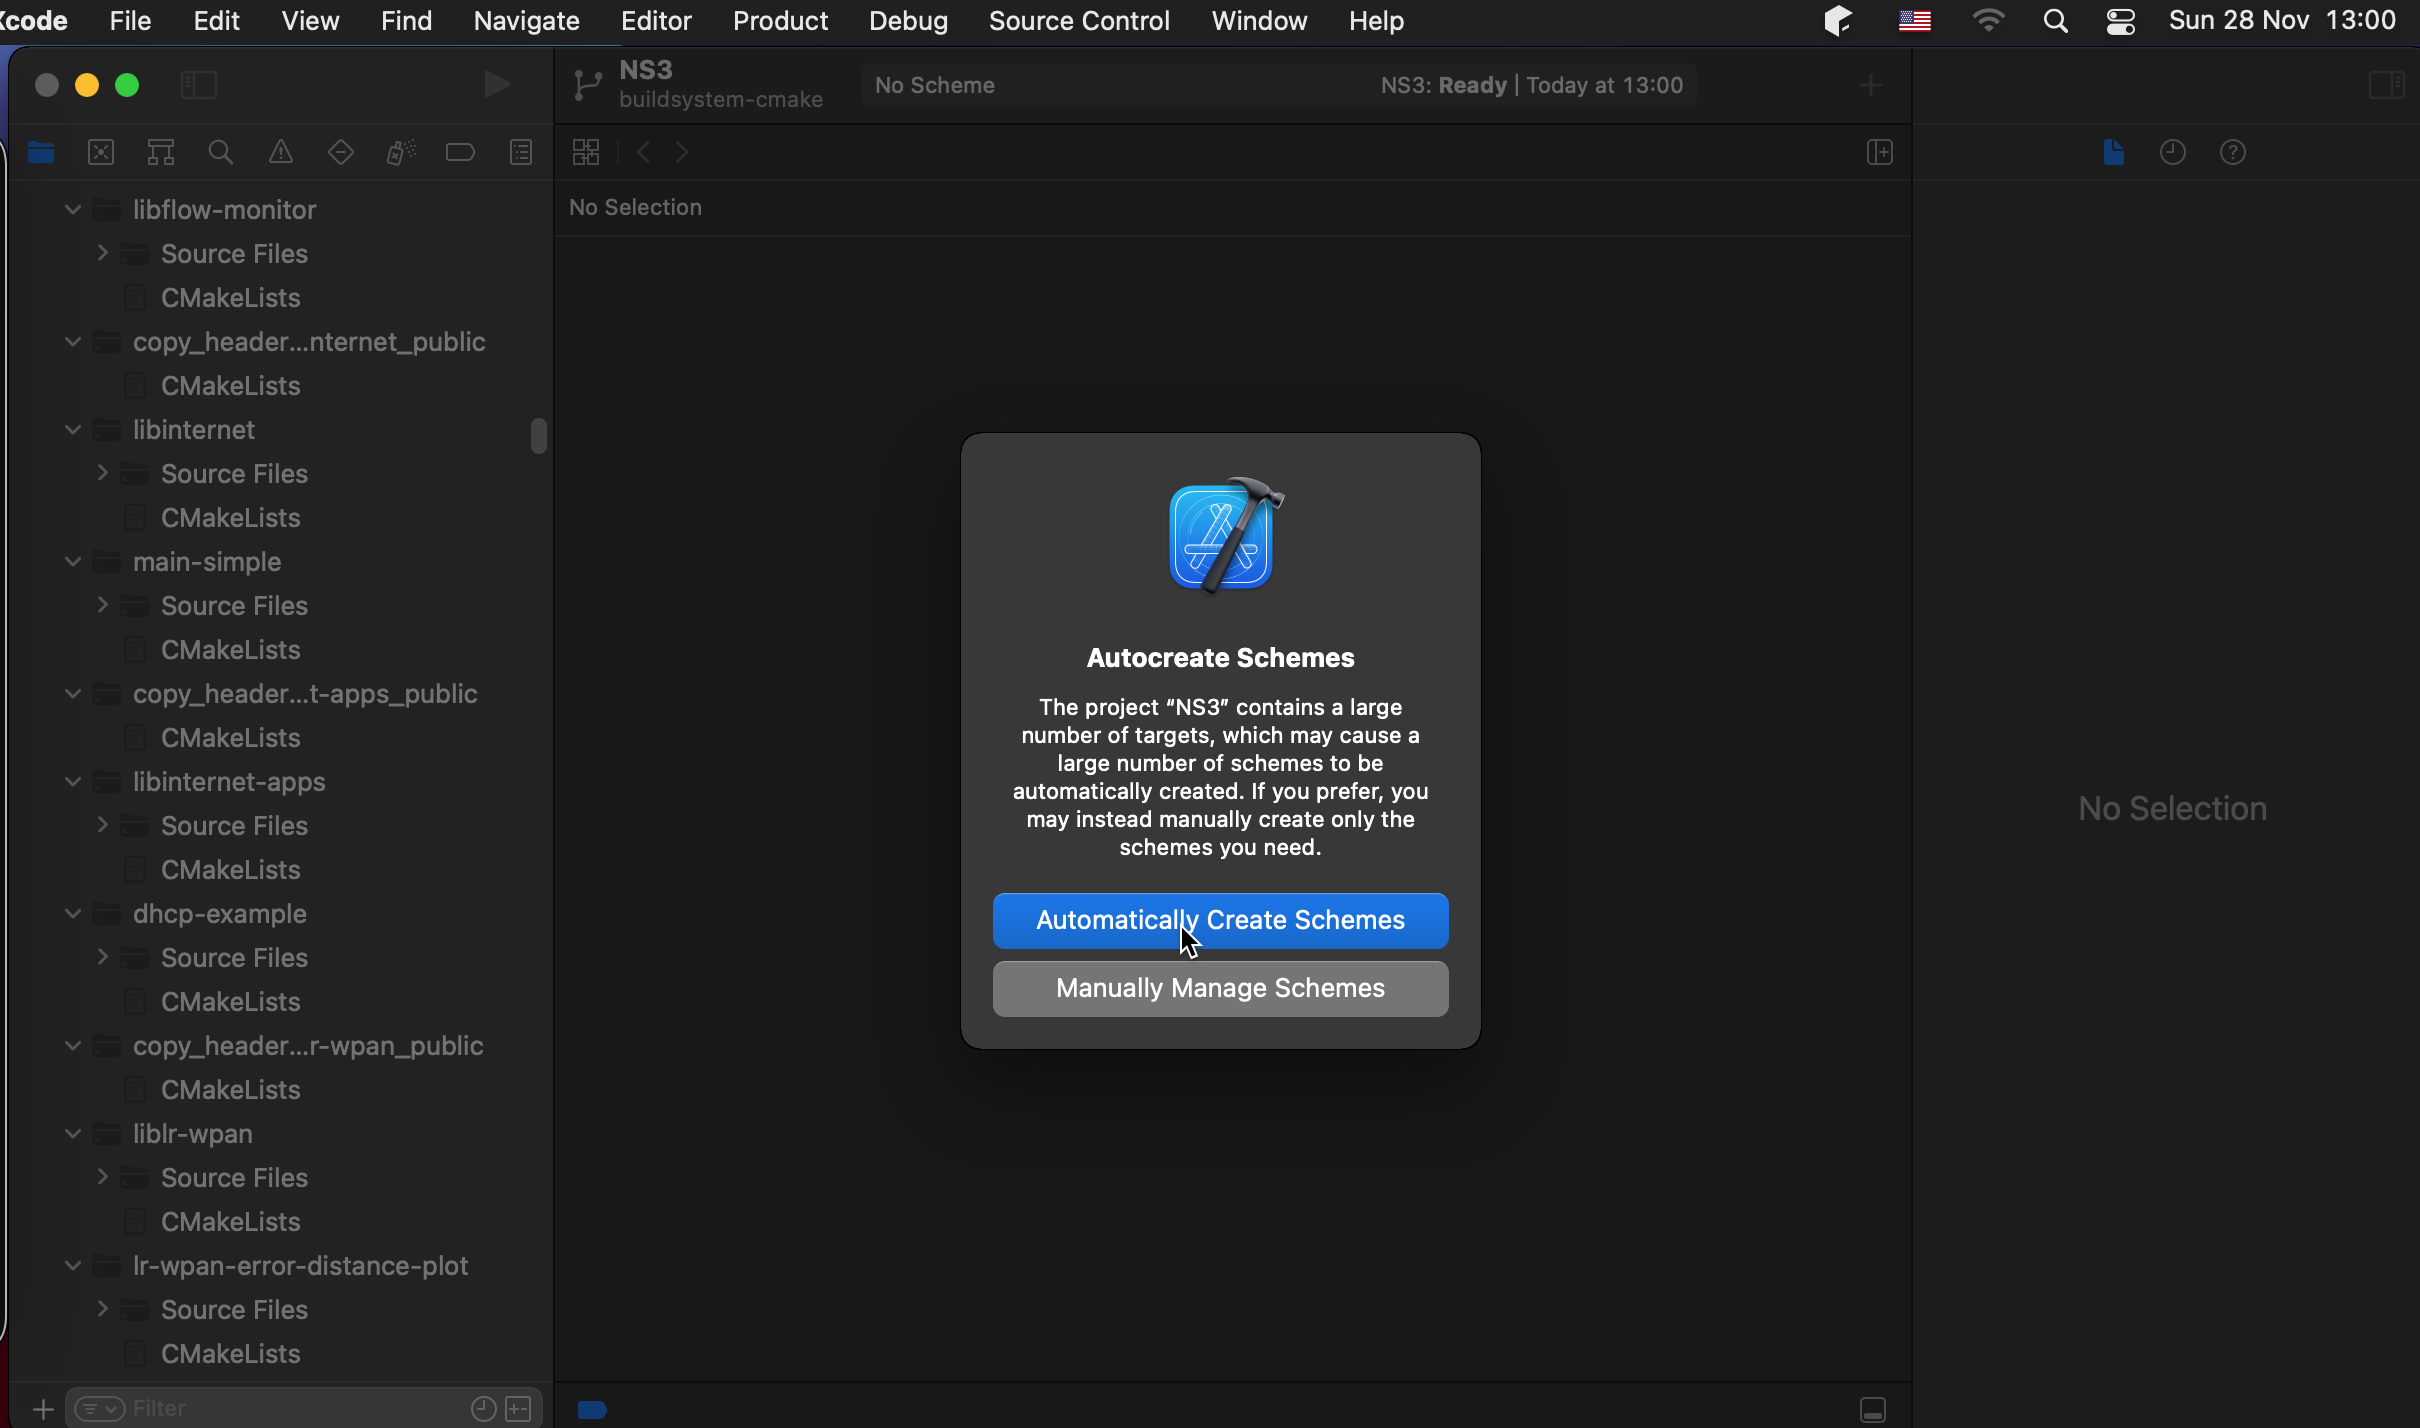 Xcode File Edit View Find Navigate Editor Product Debug Source Control Window Help Sun 28 Nov 13:00
NS3
buildsystem-cmake
No Scheme NS3: Ready | Today at 13:00
No Selection
libflow-monitor
Source Files
CMakeLists
copy_header...nternet_public
CMakeLists
libinternet
Source Files
CMakeLists
main-simple
Source Files
CMakeLists
copy_header...t-apps_public
CMakeLists
libinternet-apps
Source Files
CMakeLists
dhcp-example
Source Files
CMakeLists
copy_header...r-wpan_public
CMakeLists
liblr-wpan
Source Files
CMakeLists
lr-wpan-error-distance-plot
Source Files
CMakeLists
Filter
Autocreate Schemes
The project “NS3” contains a large
number of targets, which may cause a
large number of schemes to be
automatically created. If you prefer, you
may instead manually create only the
schemes you need.
Automatically Create Schemes
Manually Manage Schemes
No Selection